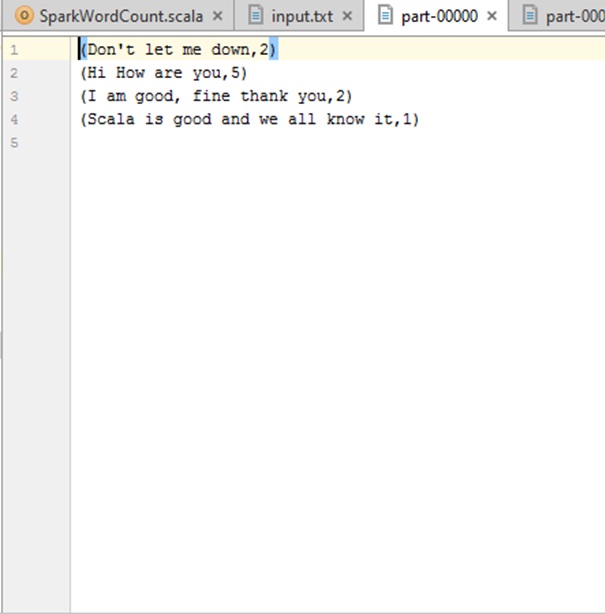 SparkWordCount.scala input.txt part-00000 part-000
1 (Don't let me down,2)
2 (Hi How are you,5)
3 (I am good, fine thank you,2)
4 (Scala is good and we all know it,1)
5